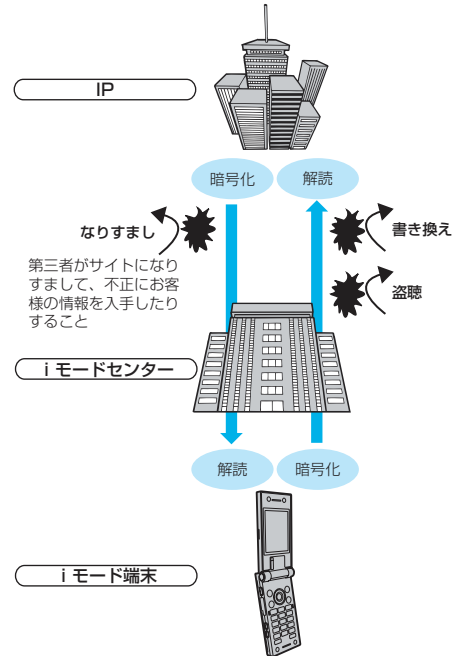 IP
暗号化
解読
なりすまし
第三者がサイトになり
すまして、不正にお客
様の情報を入手したり
すること
書き換え
盗聴
iモードセンター
解読
暗号化
iモード端末